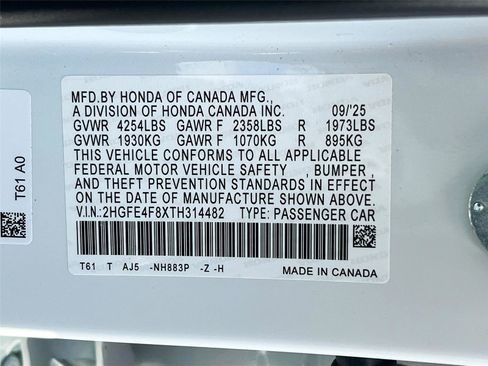 MFD.BY HONDA OF CANADA MFG.,
A DIVISION OF HONDA CANADA INC. 09/'25
GVWR 4254LBS GAWR F 2358LBS R 1973LBS
GVWR 1930KG GAWR F 1070KG R 895KG
THIS VEHICLE CONFORMS TO ALL APPLICABLE
FEDERAL MOTOR VEHICLE SAFETY , BUMPER ,
AND THEFT PREVENTION STANDARDS IN EFFECT
ON THE DATE OF MANUFACTURE SHOWN ABOVE.
V.I.N.:2HGFE4F8XTH314482 TYPE: PASSENGER CAR
T61 T AJ5 -NH883P -Z -H MADE IN CANADA
T61 A0